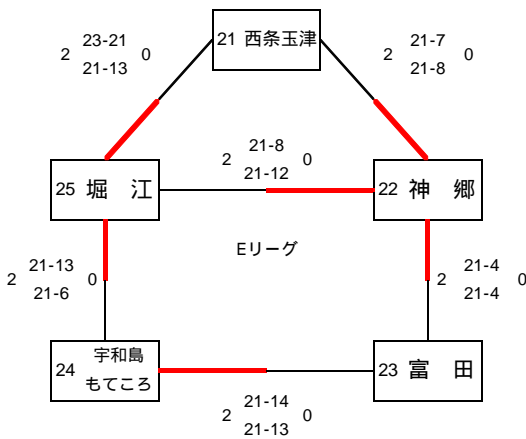 21 西条玉津
2 23-21 0
21-13
2 21-7 0
21-8
25 堀 江
2 21-8 0
21-12
22 神 郷
Eリーグ
2 21-13 0
21-6
2 21-4 0
21-4
24 宇和島
もてころ
23 富 田
2 21-14 0
21-13